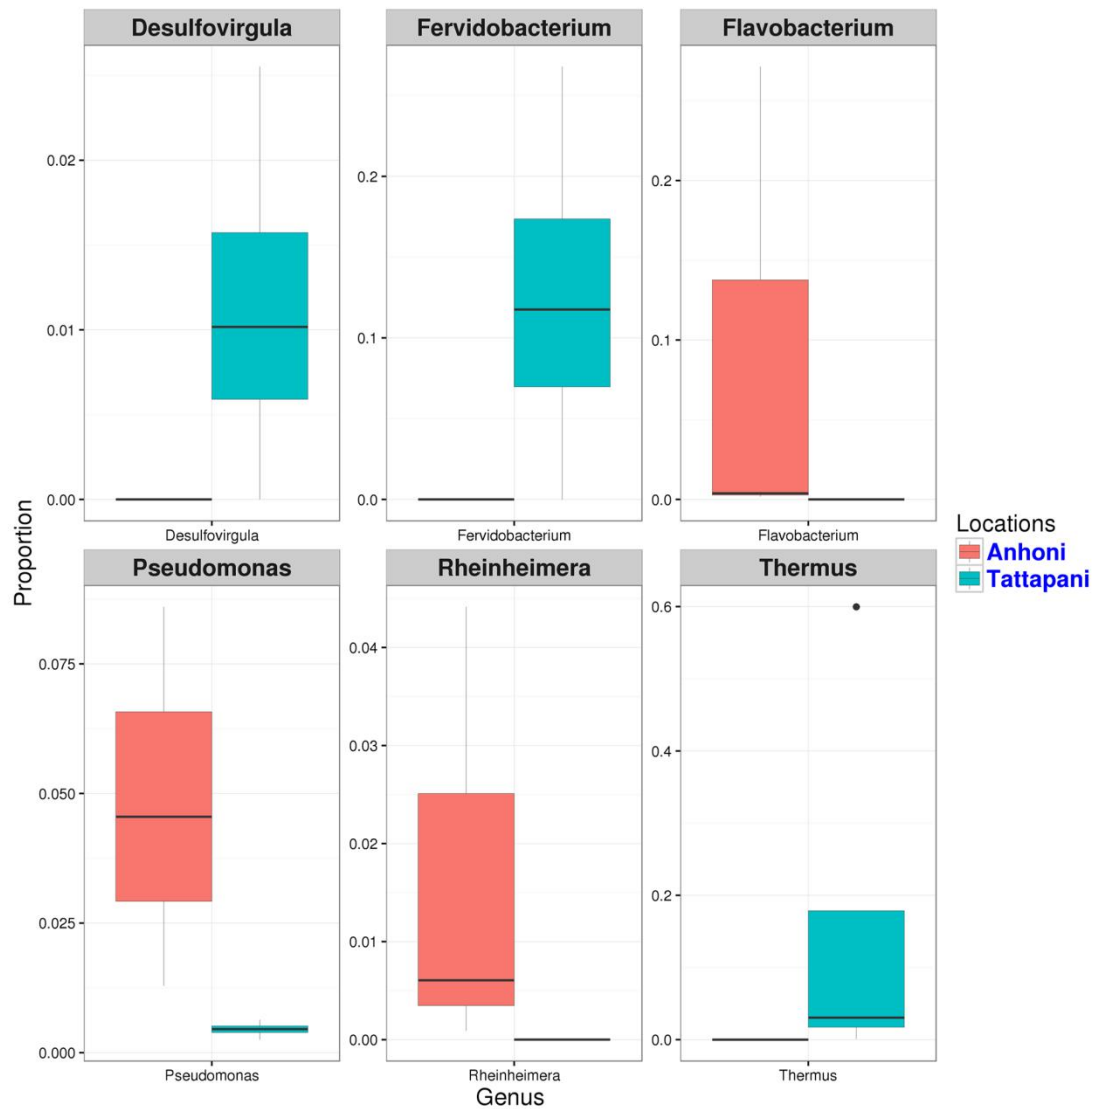 Desulfovirgula
Fervidobacterium
Flavobacterium
0.02
0.01
0.00
0.2
0.1
0.0
0.2
0.1
0.0
Desulfovirgula
Fervidobacterium
Flavobacterium
Proportion
Pseudomonas
Rheinheimera
Thermus
0.075
0.050
0.025
0.000
0.04
0.03
0.02
0.01
0.00
0.6
0.4
0.2
0.0
Pseudomonas
Rheinheimera
Thermus
Genus
Locations
Anhoni
Tattapani